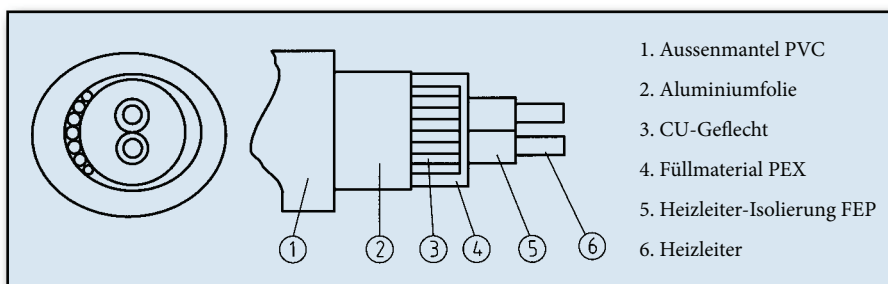 1. Aussenmantel PVC
2. Aluminiumfolie
3. CU-Geflecht
4. Füllmaterial PEX
5. Heizleiter-Isolierung FEP
6. Heizleiter
1 2 3 4 5 6